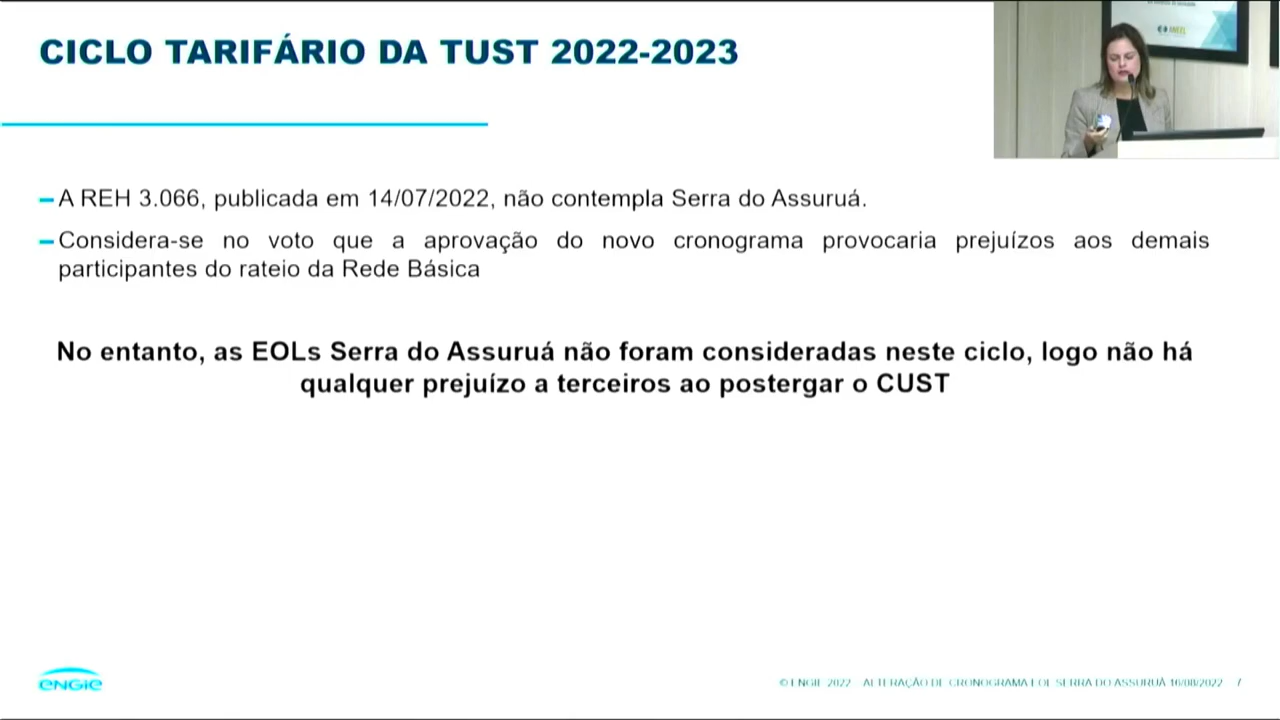 CICLO TARIFÁRIO DA TUST 2022-2023
A REH 3.066, publicada em 14/07/2022, não contempla Serra do Assuruá.
Considera-se no voto que a aprovação do novo cronograma provocaria prejuízos aos demais
participantes do rateio da Rede Básica
No entanto, as EOLs Serra do Assuruá não foram consideradas neste ciclo, logo não há
qualquer prejuízo a terceiros ao postergar o CUST
ENGIE
© ENGIE 2022 ALTERAÇÃO DE CRONOGRAMA EOL SERRA DO ASSURUÁ 16/08/2022 7